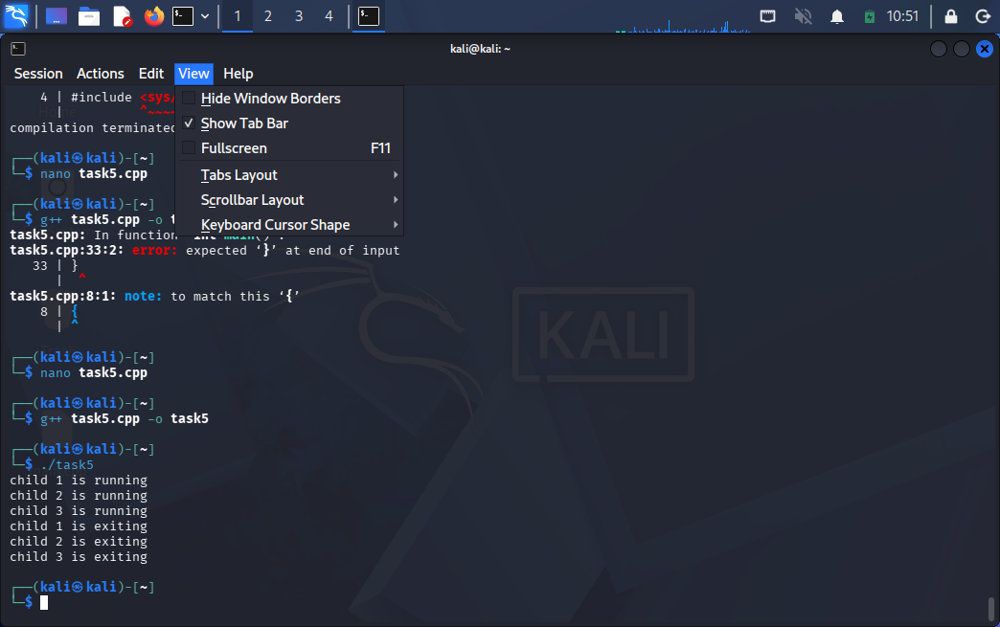 1 2 3 4 10:51
kali@kali: ~
Session Actions Edit View Help
4 | #include <sys/
Hide Window Borders
| ^~~~
Show Tab Bar
compilation terminated
Fullscreen F11
┌──(kali㉿kali)-[~]
└─$ nano task5.cpp
Tabs Layout
Scrollbar Layout
┌──(kali㉿kali)-[~]
└─$ g++ task5.cpp -o
Keyboard Cursor Shape
task5.cpp: In function ‘int main()’:
task5.cpp:33:2: error: expected ‘}’ at end of input
33 | }
| ^
task5.cpp:8:1: note: to match this ‘{’
8 | {
| ^
KALI
┌──(kali㉿kali)-[~]
└─$ nano task5.cpp
┌──(kali㉿kali)-[~]
└─$ g++ task5.cpp -o task5
┌──(kali㉿kali)-[~]
└─$ ./task5
child 1 is running
child 2 is running
child 3 is running
child 1 is exiting
child 2 is exiting
child 3 is exiting
┌──(kali㉿kali)-[~]
└─$